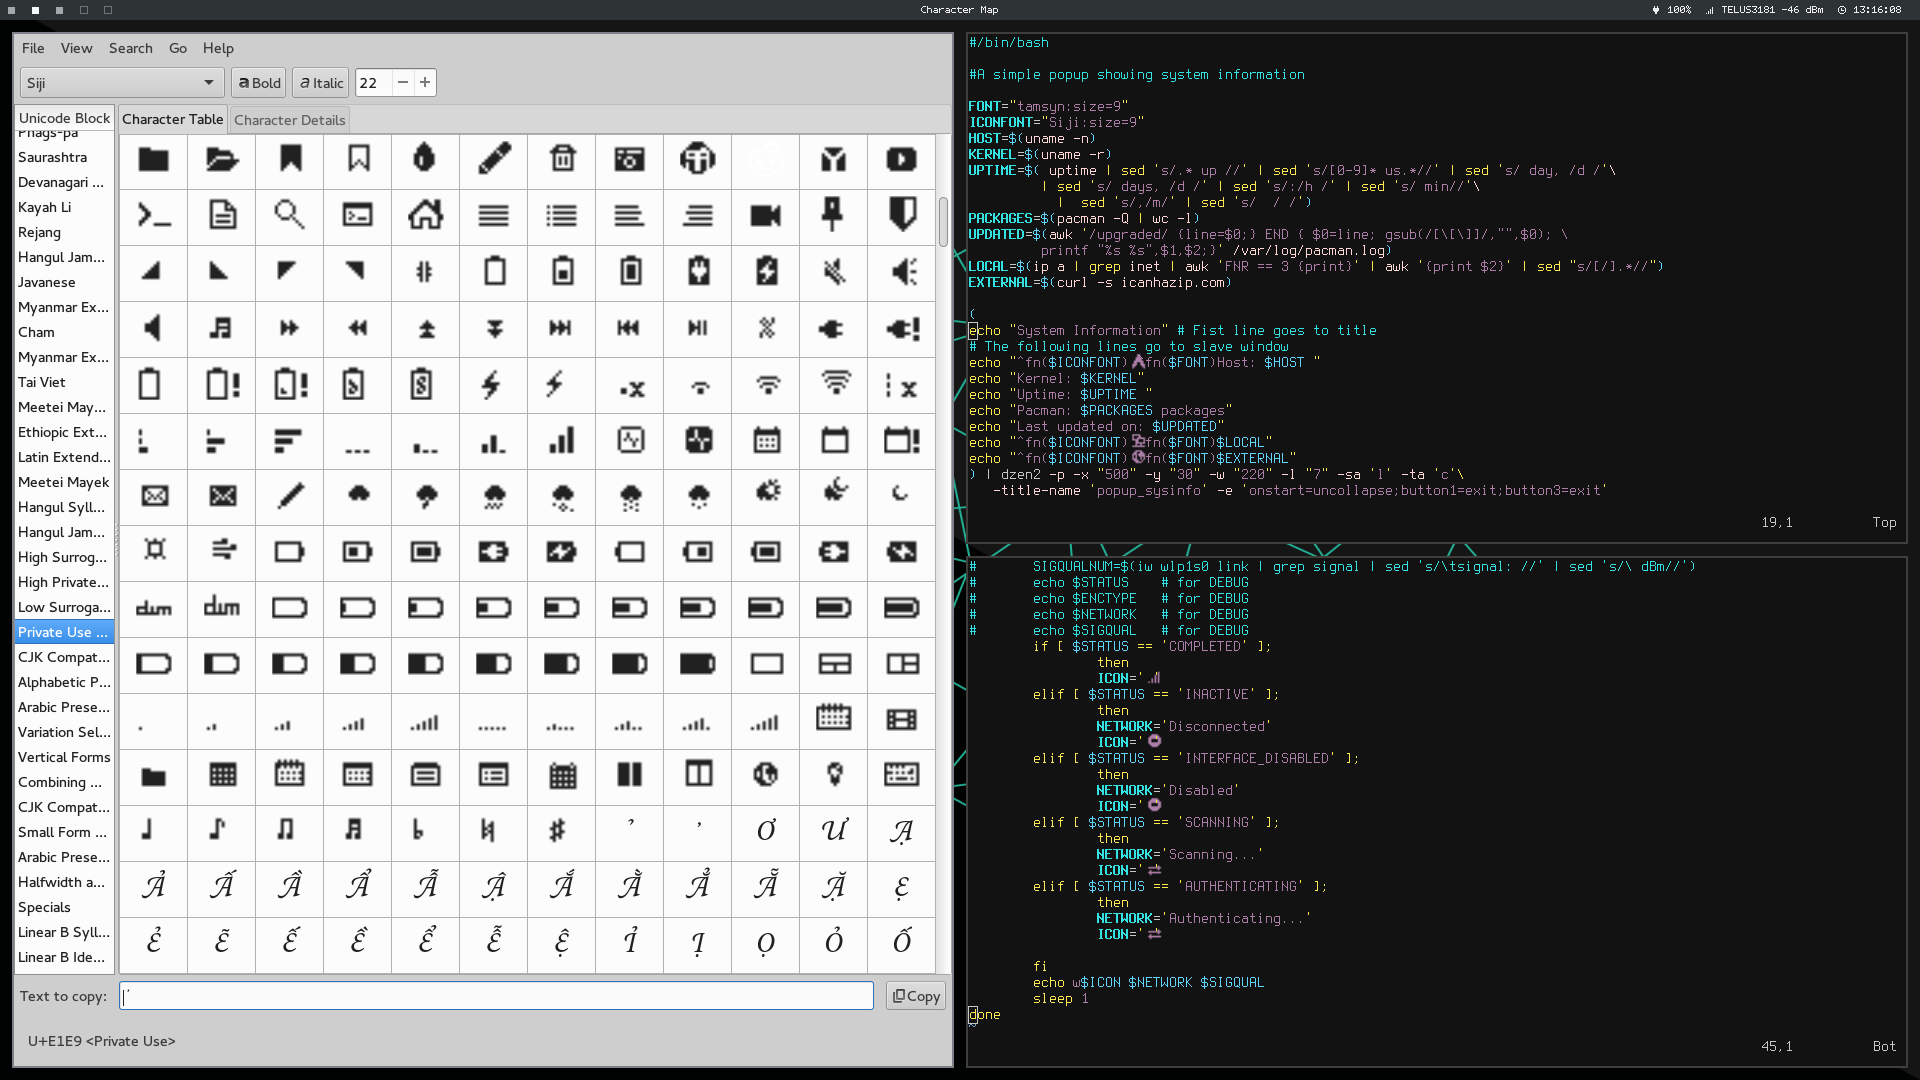 Character Map
100% TELUS3181 -46 dBm 13:16:08
File View Search Go Help
Siji
a Bold
a Italic
22 − +
Unicode Block
Character Table
Character Details
Phags-pa
Saurashtra
Devanagari ...
Kayah Li
Rejang
Hangul Jam...
Javanese
Myanmar Ex...
Cham
Myanmar Ex...
Tai Viet
Meetei May...
Ethiopic Ext...
Latin Extend...
Meetei Mayek
Hangul Syll...
Hangul Jam...
High Surrog...
High Private...
Low Surroga...
Private Use ...
CJK Compat...
Alphabetic P...
Arabic Prese...
Variation Sel...
Vertical Forms
Combining ...
CJK Compat...
Small Form ...
Arabic Prese...
Halfwidth a...
Specials
Linear B Syll...
Linear B Ide...
dum dum
Ơ Ư Ạ
Ả Ấ Ầ Ẩ Ẫ Ậ Ắ Ằ Ẳ Ẵ Ặ Ẹ
Ẻ Ẽ Ế Ề Ể Ễ Ệ Ỉ Ị Ọ Ỏ Ố
Text to copy:
Copy
U+E1E9 <Private Use>
#/bin/bash
#A simple popup showing system information
FONT="tamsyn:size=9"
ICONFONT="Siji:size=9"
HOST=$(uname -n)
KERNEL=$(uname -r)
UPTIME=$( uptime | sed 's/.* up //' | sed 's/[0-9]* us.*//' | sed 's/ day, /d /'\
| sed 's/ days, /d /' | sed 's/:/h /' | sed 's/ min//'\
|  sed 's/,/m/' | sed 's/  / /')
PACKAGES=$(pacman -Q | wc -l)
UPDATED=$(awk '/upgraded/ {line=$0;} END { $0=line; gsub(/[\[\]]/,"",$0); \
printf "%s %s",$1,$2;}' /var/log/pacman.log)
LOCAL=$(ip a | grep inet | awk 'FNR == 3 {print}' | awk '{print $2}' | sed "s/[/].*//")
EXTERNAL=$(curl -s icanhazip.com)
(
echo "System Information" # Fist line goes to title
# The following lines go to slave window
echo "^fn($ICONFONT) fn($FONT)Host: $HOST "
echo "Kernel: $KERNEL"
echo "Uptime: $UPTIME "
echo "Pacman: $PACKAGES packages"
echo "Last updated on: $UPDATED"
echo "^fn($ICONFONT) fn($FONT)$LOCAL"
echo "^fn($ICONFONT) fn($FONT)$EXTERNAL"
) | dzen2 -p -x "500" -y "30" -w "220" -l "7" -sa 'l' -ta 'c'\
-title-name 'popup_sysinfo' -e 'onstart=uncollapse;button1=exit;button3=exit'
19,1 Top
#       SIGQUALNUM=$(iw wlp1s0 link | grep signal | sed 's/\tsignal: //' | sed 's/\ dBm//')
#       echo $STATUS    # for DEBUG
#       echo $ENCTYPE   # for DEBUG
#       echo $NETWORK   # for DEBUG
#       echo $SIGQUAL   # for DEBUG
if [ $STATUS == 'COMPLETED' ];
then
ICON='
elif [ $STATUS == 'INACTIVE' ];
then
NETWORK='Disconnected'
ICON='
elif [ $STATUS == 'INTERFACE_DISABLED' ];
then
NETWORK='Disabled'
ICON='
elif [ $STATUS == 'SCANNING' ];
then
NETWORK='Scanning...'
ICON='
elif [ $STATUS == 'AUTHENTICATING' ];
then
NETWORK='Authenticating...'
ICON='
fi
echo w$ICON $NETWORK $SIGQUAL
sleep 1
done
45,1 Bot